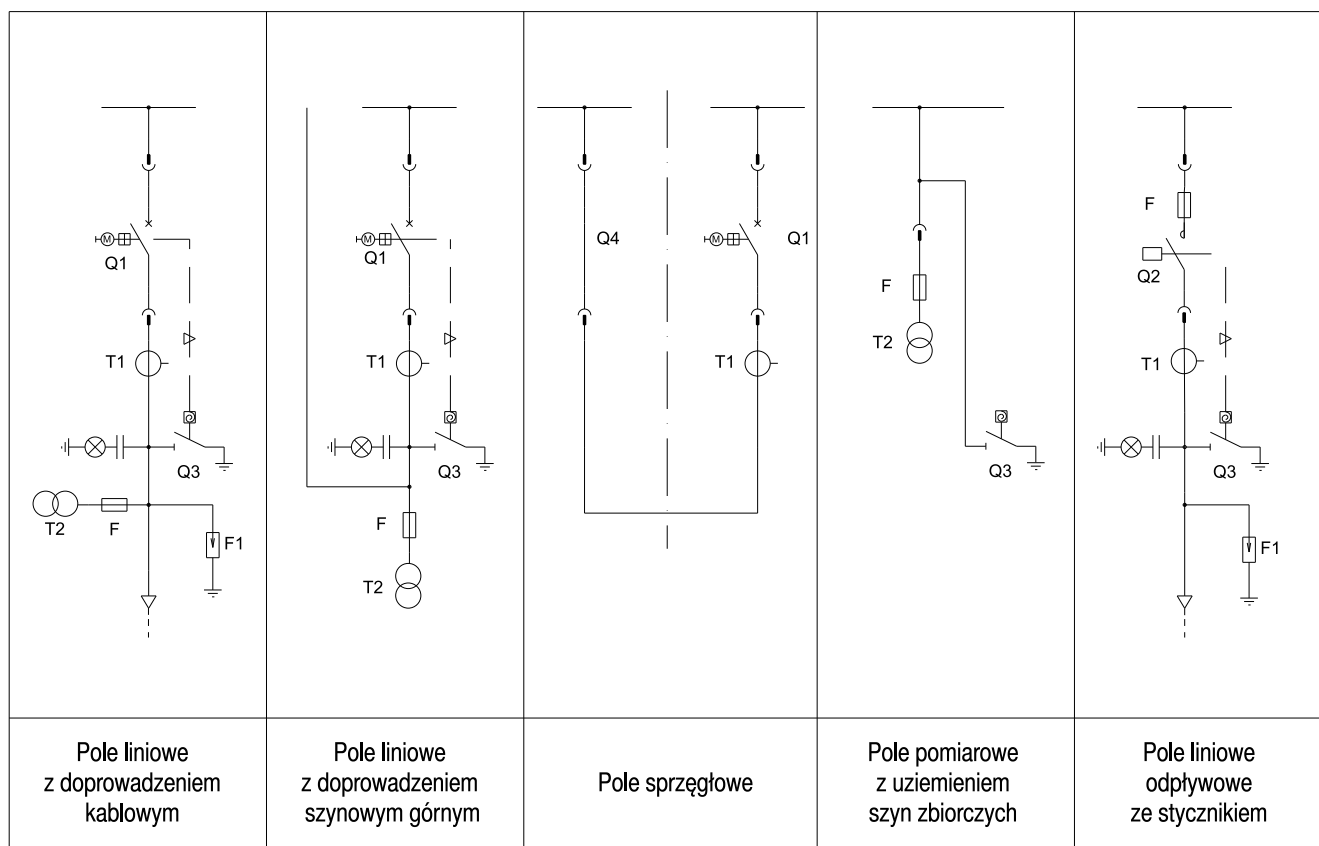 M
Q1
T1
Q3
T2
F
F1
Pole liniowe
z doprowadzeniem
kablowym
M
Q1
T1
Q3
F
T2
Pole liniowe
z doprowadzeniem
szynowym górnym
Q4
M
Q1
T1
Pole sprzęgłowe
F
T2
Q3
Pole pomiarowe
z uziemieniem
szyn zbiorczych
F
Q2
T1
Q3
F1
Pole liniowe
odpływowe
ze stycznikiem